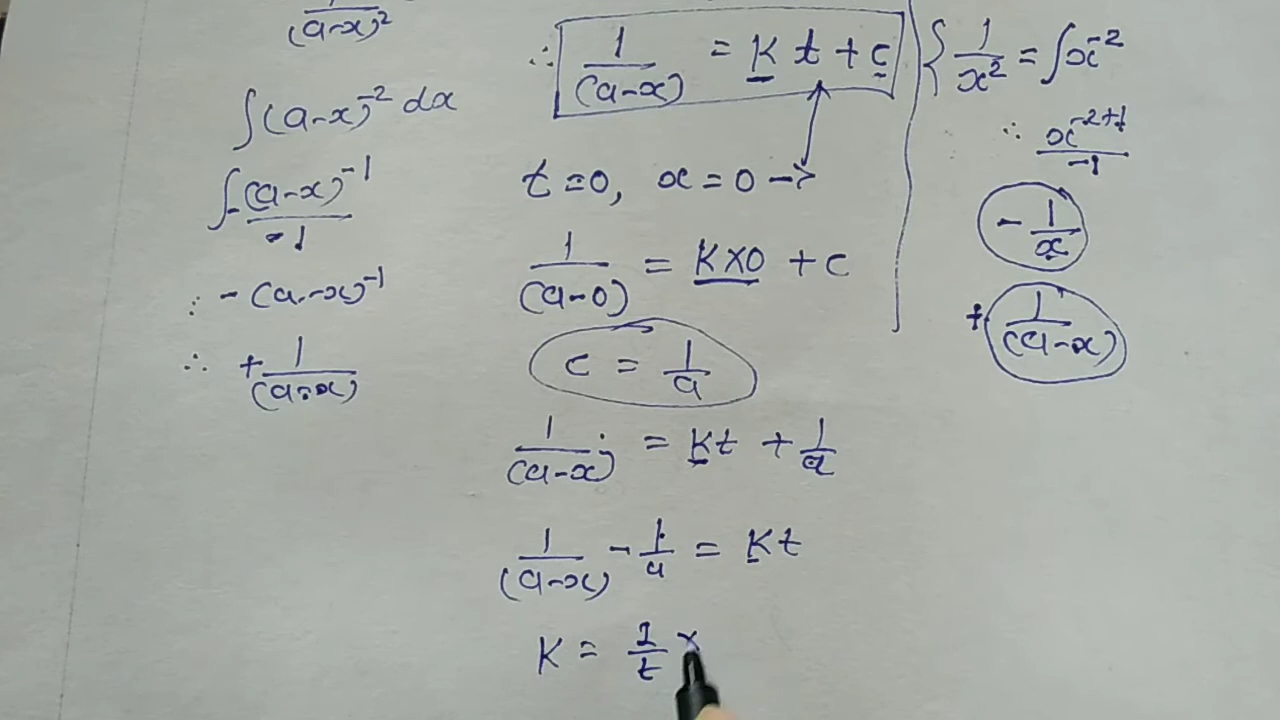 1/(a-x)²
∫(a-x)⁻² dx
∫-(a-x)⁻¹/-1
∴ -(a-x)⁻¹
∴ +1/(a-x)
∴ 1/(a-x) = K t + c
t = 0, x = 0 →
1/(a-0) = K×0 + c
c = 1/a
1/(a-x) = Kt + 1/a
1/(a-x) - 1/a = Kt
K = 1/t ×
{ 1/x² = ∫x⁻²
∴ x⁻²⁺¹/-1
- 1/x
+ 1/(a-x)